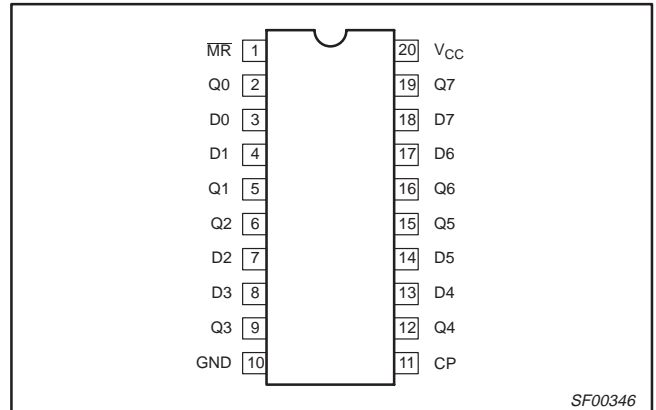 M̅R̅ 1 20 VCC
Q0 2 19 Q7
D0 3 18 D7
D1 4 17 D6
Q1 5 16 Q6
Q2 6 15 Q5
D2 7 14 D5
D3 8 13 D4
Q3 9 12 Q4
GND 10 11 CP
SF00346